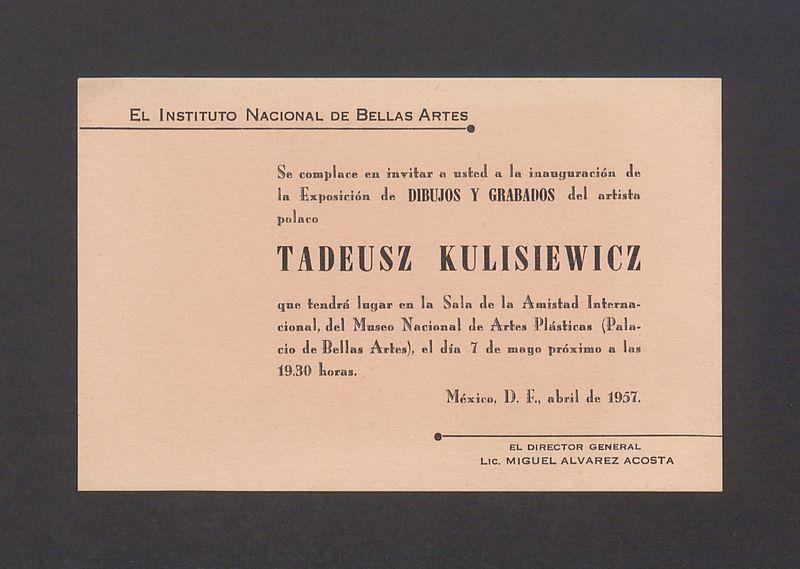 El Instituto Nacional de Bellas Artes
Se complace en invitar a usted a la inauguración de
la Exposición de DIBUJOS Y GRABADOS del artista
polaco
TADEUSZ KULISIEWICZ
que tendrá lugar en la Sala de la Amistad Interna-
cional, del Museo Nacional de Artes Plásticas (Pala-
cio de Bellas Artes), el día 7 de mayo próximo a las
19.30 horas.
México, D. F., abril de 1957.
EL DIRECTOR GENERAL
Lic. MIGUEL ALVAREZ ACOSTA